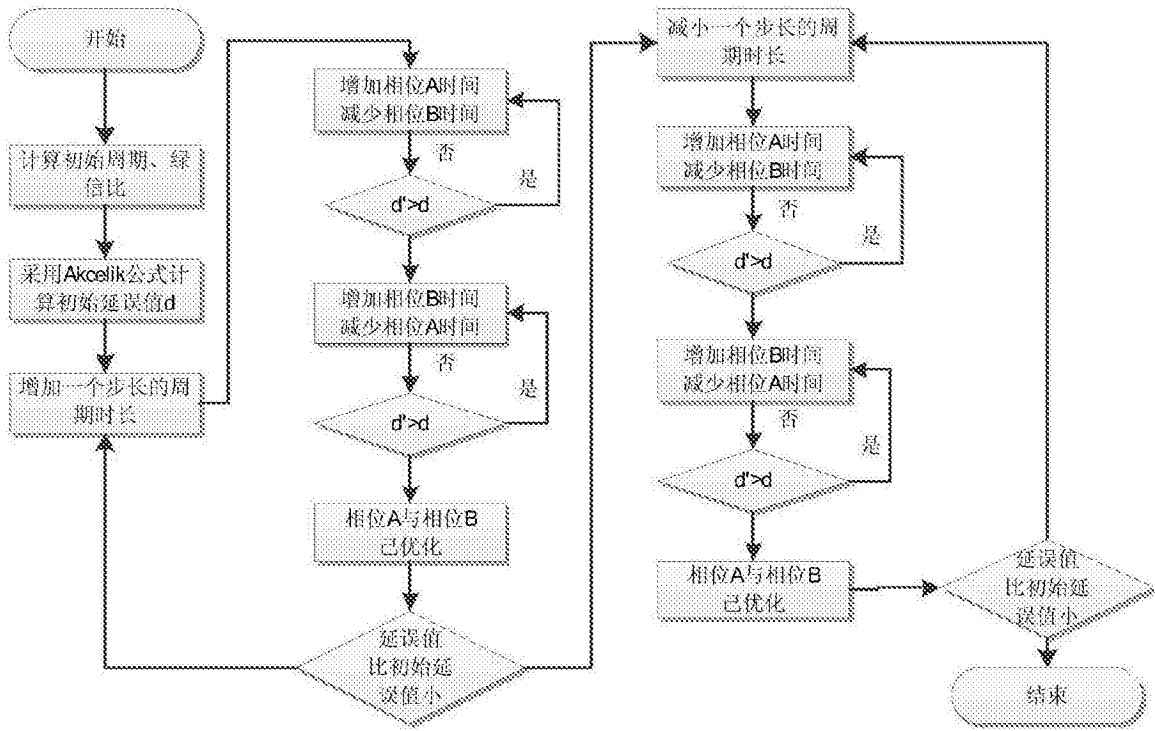 开始
计算初始周期、绿
信比
采用Akcelik公式计
算初始延误值d
增加一个步长的周
期时长
增加相位A时间
减少相位B时间
否
是
d'>d
增加相位B时间
减少相位A时间
否
是
d'>d
相位A与相位B
已优化
延误值
比初始延
误值小
减小一个步长的周
期时长
增加相位A时间
减少相位B时间
否
是
d'>d
增加相位B时间
减少相位A时间
否
是
d'>d
相位A与相位B
已优化
延误值
比初始延
误值小
结束